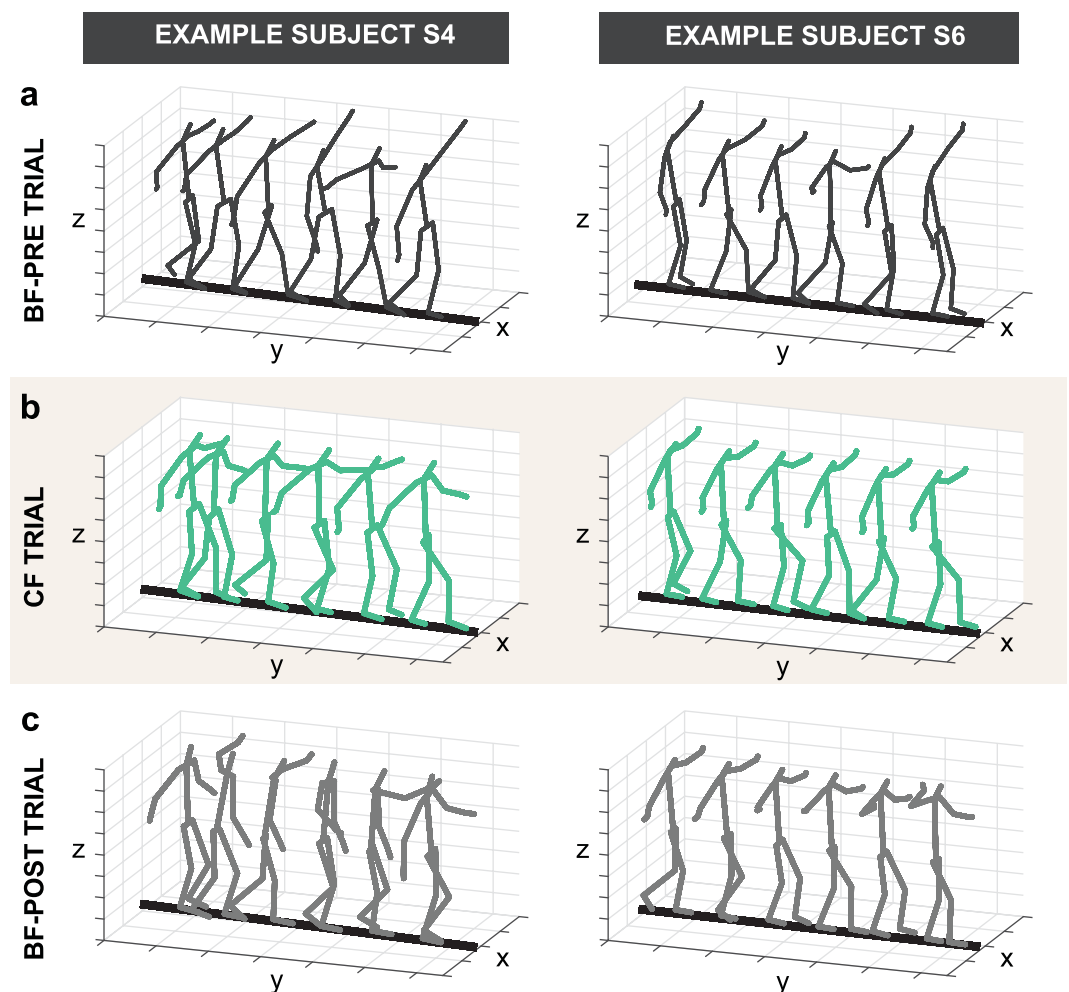 EXAMPLE SUBJECT S4
EXAMPLE SUBJECT S6
a
BF-PRE TRIAL
z
y
x
z
y
x
b
CF TRIAL
z
y
x
z
y
x
c
BF-POST TRIAL
z
y
x
z
y
x